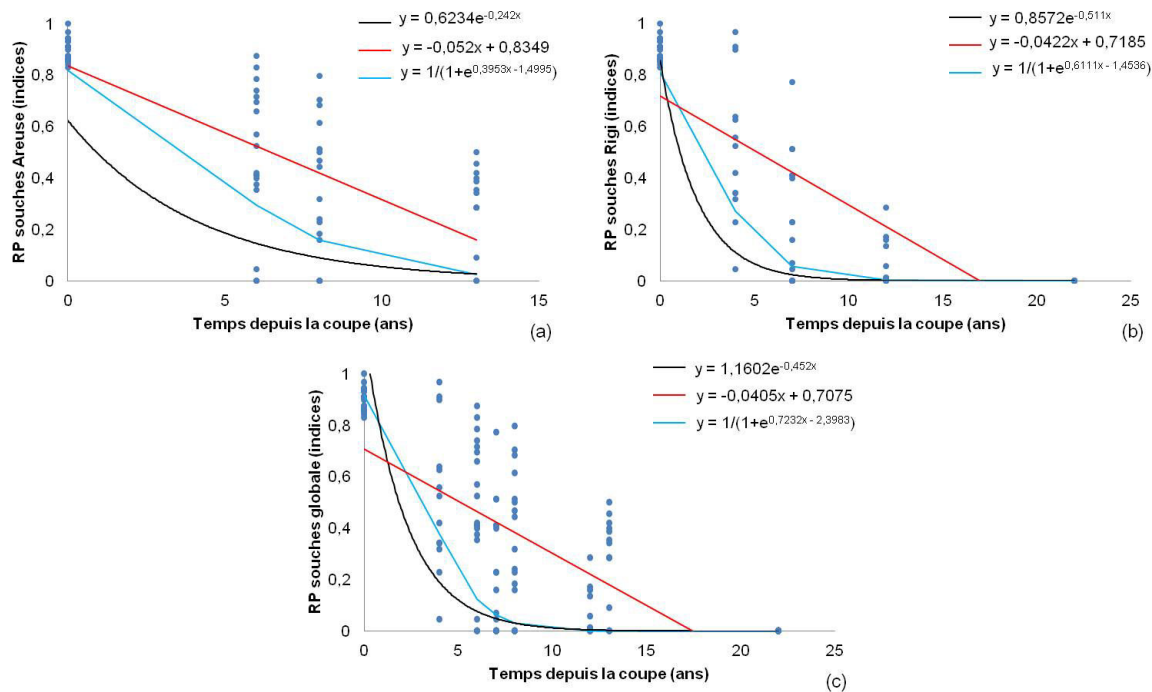 RP souches Areuse (indices)
1
0,8
0,6
0,4
0,2
0
0 5 10 15
Temps depuis la coupe (ans)
y = 0,6234e-0,242x
y = -0,052x + 0,8349
y = 1/(1+e0,3953x-1,4995)
(a)
RP souches Rigi (indices)
1
0,8
0,6
0,4
0,2
0
0 5 10 15 20 25
Temps depuis la coupe (ans)
y = 0,8572e-0,511x
y = -0,0422x + 0,7185
y = 1/(1+e0,6111x - 1,4536)
(b)
RP souches globale (indices)
1
0,8
0,6
0,4
0,2
0
0 5 10 15 20 25
Temps depuis la coupe (ans)
y = 1,1602e-0,452x
y = -0,0405x + 0,7075
y = 1/(1+e0,7232x - 2,3983)
(c)